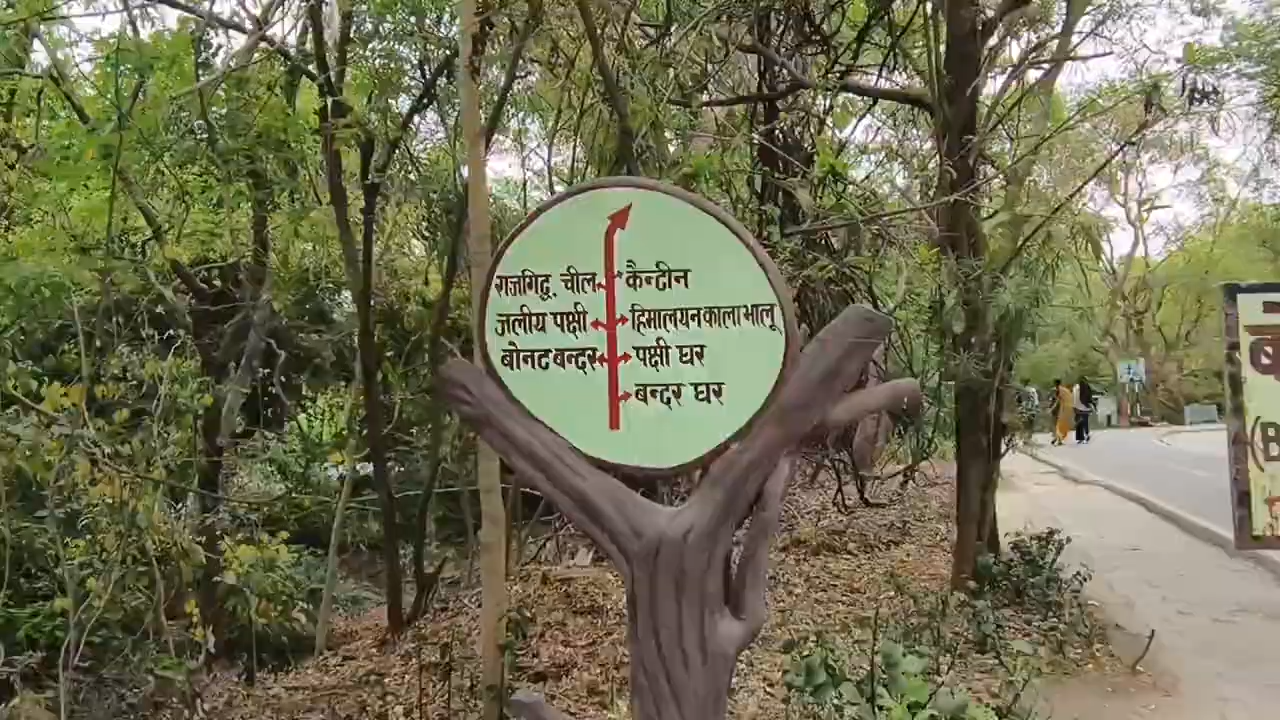 राजगिद्ध, चील
जलीय पक्षी
बोनट बन्दर
कैन्टीन
हिमालयन काला भालू
पक्षी घर
बन्दर घर
(B